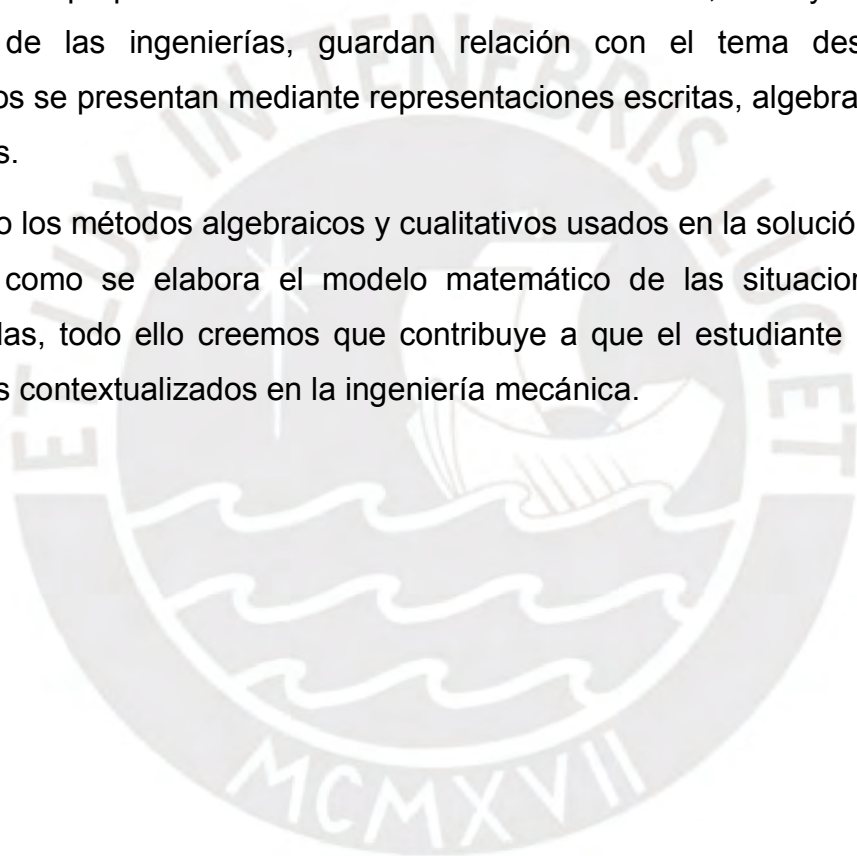 de las ingenierías, guardan relación con el tema des
os se presentan mediante representaciones escritas, algebra
s.
o los métodos algebraicos y cualitativos usados en la solució
como se elabora el modelo matemático de las situacion
las, todo ello creemos que contribuye a que el estudiante
s contextualizados en la ingeniería mecánica.
ET LUX IN TENEBRIS LUCET
MCMXVII